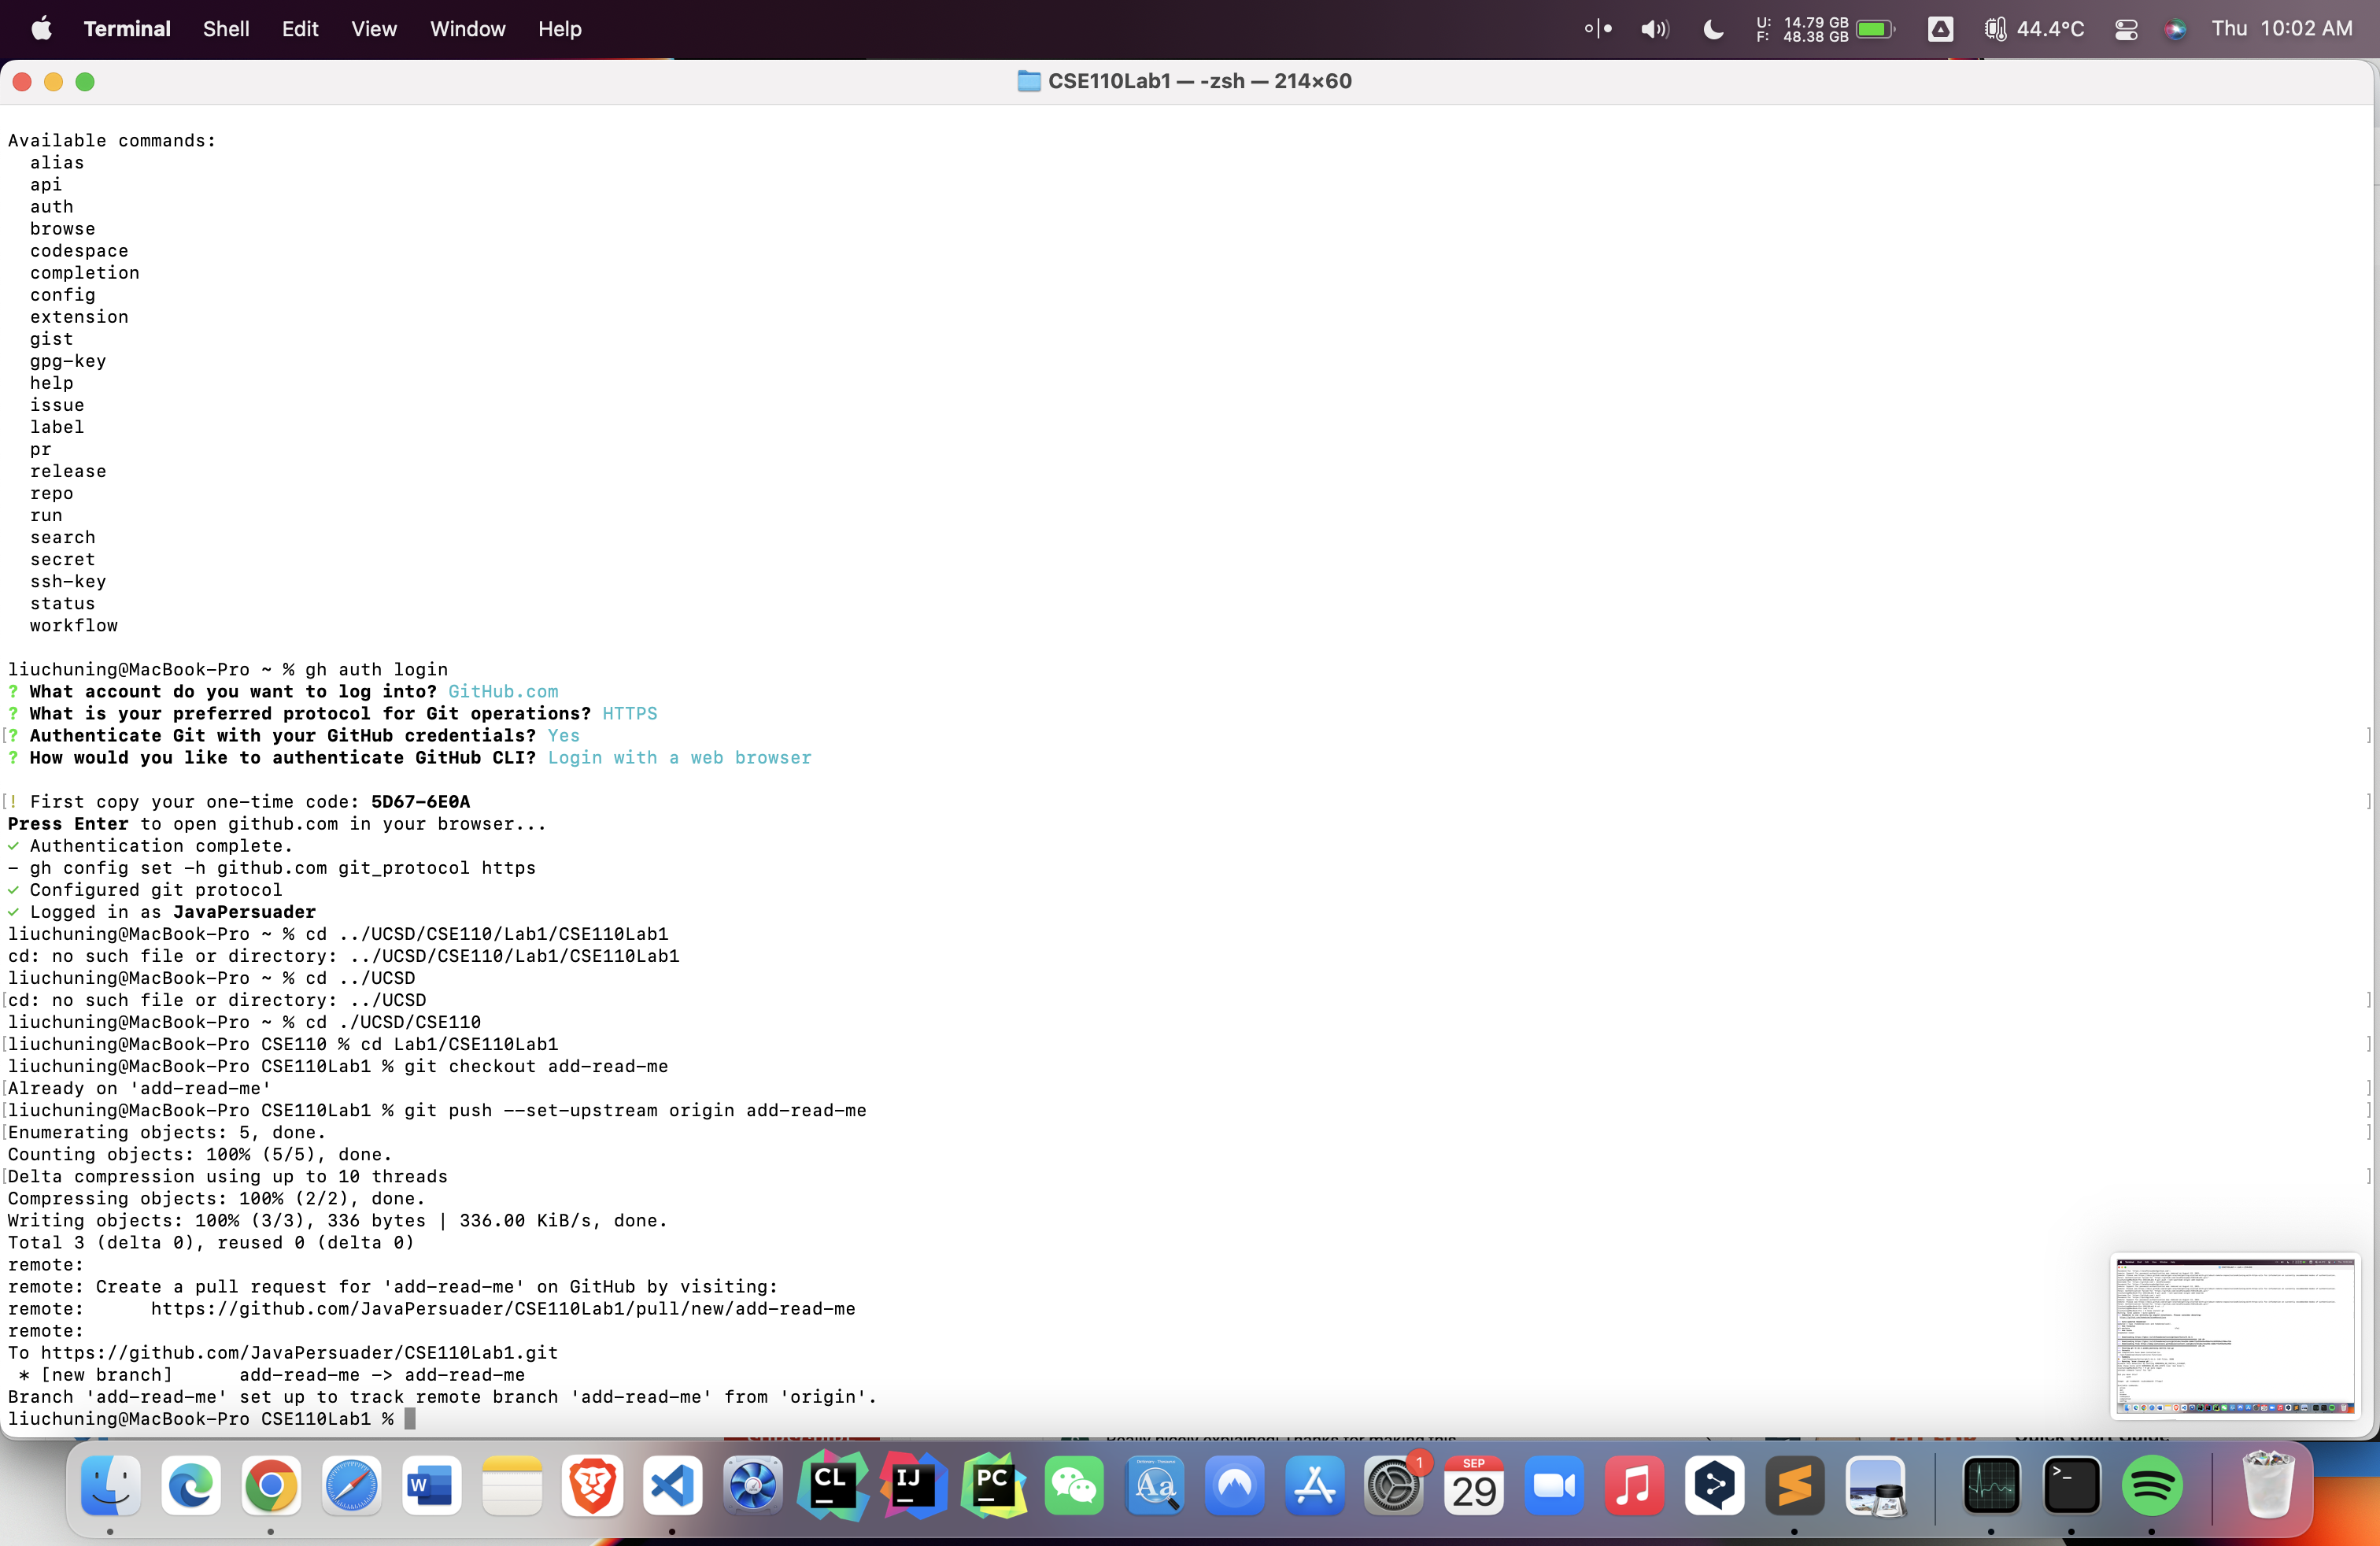 Terminal Shell Edit View Window Help
U: 14.79 GB
F: 48.38 GB
44.4°C
Thu 10:02 AM
CSE110Lab1 — -zsh — 214×60
Available commands:
alias
api
auth
browse
codespace
completion
config
extension
gist
gpg-key
help
issue
label
pr
release
repo
run
search
secret
ssh-key
status
workflow
liuchuning@MacBook-Pro ~ % gh auth login
? What account do you want to log into? GitHub.com
? What is your preferred protocol for Git operations? HTTPS
[? Authenticate Git with your GitHub credentials? Yes ]
? How would you like to authenticate GitHub CLI? Login with a web browser
[! First copy your one-time code: 5D67-6E0A ]
Press Enter to open github.com in your browser...
✓ Authentication complete.
- gh config set -h github.com git_protocol https
✓ Configured git protocol
✓ Logged in as JavaPersuader
liuchuning@MacBook-Pro ~ % cd ../UCSD/CSE110/Lab1/CSE110Lab1
cd: no such file or directory: ../UCSD/CSE110/Lab1/CSE110Lab1
liuchuning@MacBook-Pro ~ % cd ../UCSD
[cd: no such file or directory: ../UCSD ]
liuchuning@MacBook-Pro ~ % cd ./UCSD/CSE110
[liuchuning@MacBook-Pro CSE110 % cd Lab1/CSE110Lab1 ]
liuchuning@MacBook-Pro CSE110Lab1 % git checkout add-read-me
[Already on 'add-read-me' ]
[liuchuning@MacBook-Pro CSE110Lab1 % git push --set-upstream origin add-read-me ]
[Enumerating objects: 5, done. ]
Counting objects: 100% (5/5), done.
[Delta compression using up to 10 threads ]
Compressing objects: 100% (2/2), done.
Writing objects: 100% (3/3), 336 bytes | 336.00 KiB/s, done.
Total 3 (delta 0), reused 0 (delta 0)
remote:
remote: Create a pull request for 'add-read-me' on GitHub by visiting:
remote: https://github.com/JavaPersuader/CSE110Lab1/pull/new/add-read-me
remote:
To https://github.com/JavaPersuader/CSE110Lab1.git
* [new branch] add-read-me -> add-read-me
Branch 'add-read-me' set up to track remote branch 'add-read-me' from 'origin'.
liuchuning@MacBook-Pro CSE110Lab1 %
W
CL
IJ
PC
Aa
1
SEP
29
>_